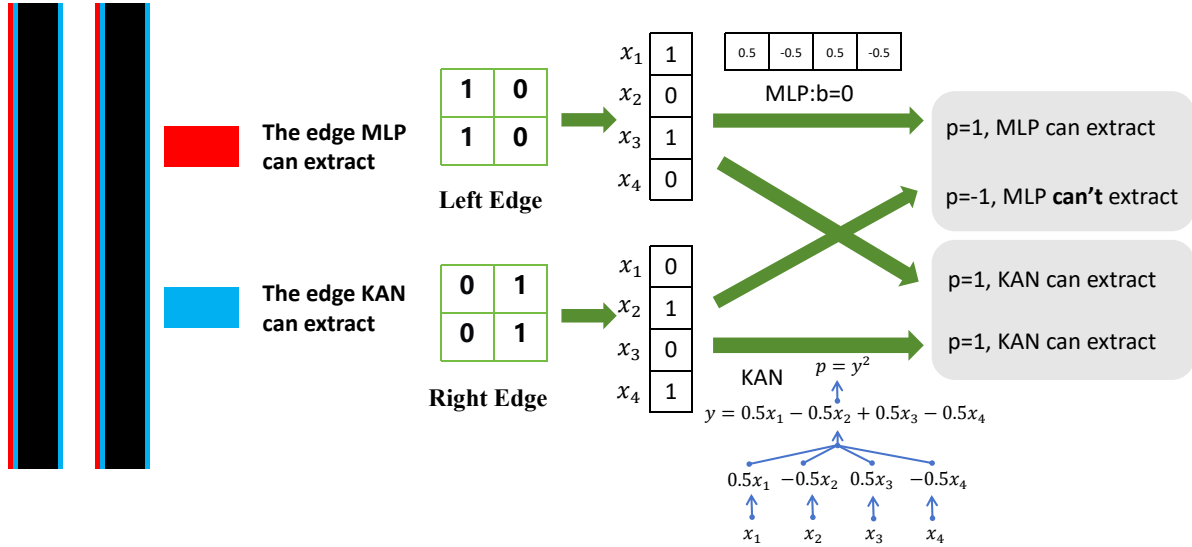 The edge MLP
can extract
The edge KAN
can extract
1 0
1 0
Left Edge
0 1
0 1
Right Edge
x₁ 1
x₂ 0
x₃ 1
x₄ 0
x₁ 0
x₂ 1
x₃ 0
x₄ 1
0.5 -0.5 0.5 -0.5
MLP:b=0
p=1, MLP can extract
p=-1, MLP can't extract
p=1, KAN can extract
p=1, KAN can extract
KAN
p = y²
y = 0.5x₁ − 0.5x₂ + 0.5x₃ − 0.5x₄
0.5x₁ −0.5x₂ 0.5x₃ −0.5x₄
x₁ x₂ x₃ x₄